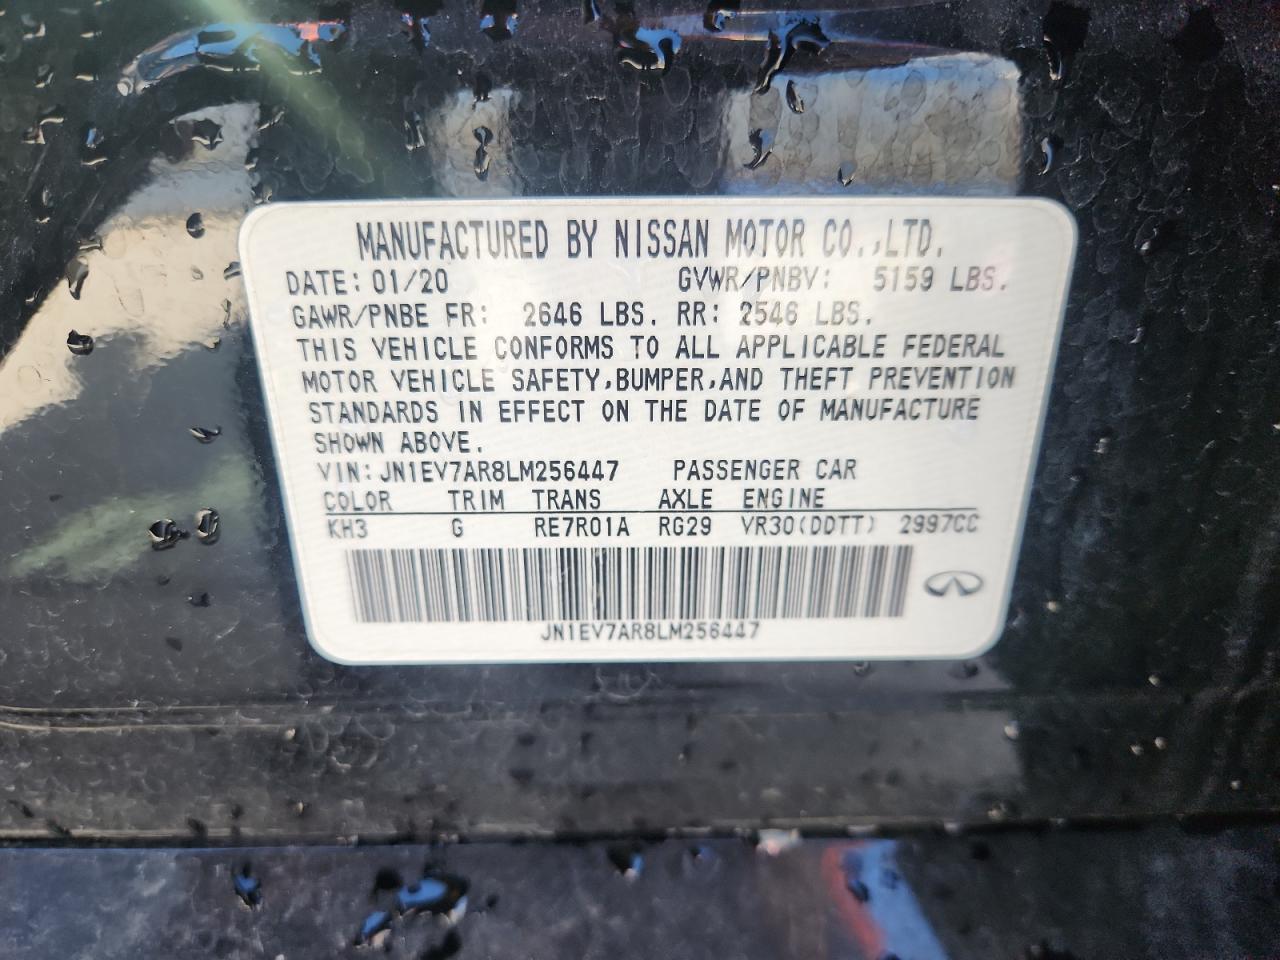 MANUFACTURED BY NISSAN MOTOR CO.,LTD.
DATE: 01/20 GVWR/PNBV: 5159 LBS.
GAWR/PNBE FR: 2646 LBS. RR: 2546 LBS.
THIS VEHICLE CONFORMS TO ALL APPLICABLE FEDERAL
MOTOR VEHICLE SAFETY,BUMPER,AND THEFT PREVENTION
STANDARDS IN EFFECT ON THE DATE OF MANUFACTURE
SHOWN ABOVE.
VIN: JN1EV7AR8LM256447 PASSENGER CAR
COLOR TRIM TRANS AXLE ENGINE
KH3 G RE7R01A RG29 VR30(DDTT) 2997CC
JN1EV7AR8LM256447